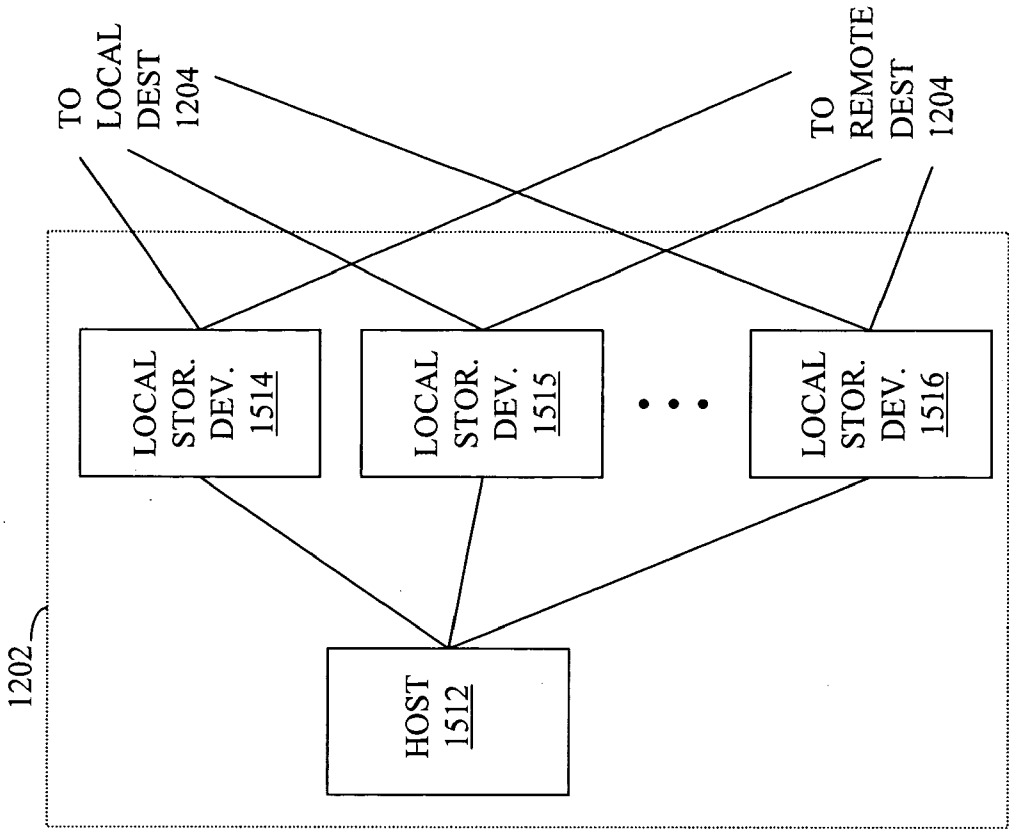 1202
HOST
1512
LOCAL
STOR.
DEV.
1514
LOCAL
STOR.
DEV.
1515
LOCAL
STOR.
DEV.
1516
TO
LOCAL
DEST
1204
TO
REMOTE
DEST
1204